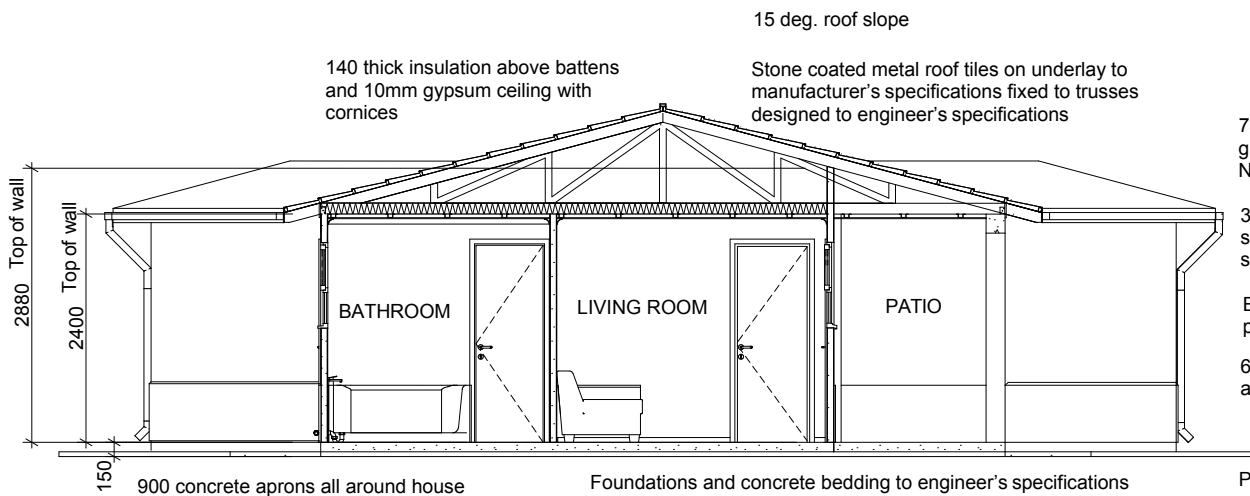 15 deg. roof slope
140 thick insulation above battens
and 10mm gypsum ceiling with
cornices
Stone coated metal roof tiles on underlay to
manufacturer's specifications fixed to trusses
designed to engineer's specifications
7
g
N
3
s
s
E
p
6
a
2880 Top of wall
2400 Top of wall
BATHROOM
LIVING ROOM
PATIO
150
900 concrete aprons all around house
Foundations and concrete bedding to engineer's specifications
P